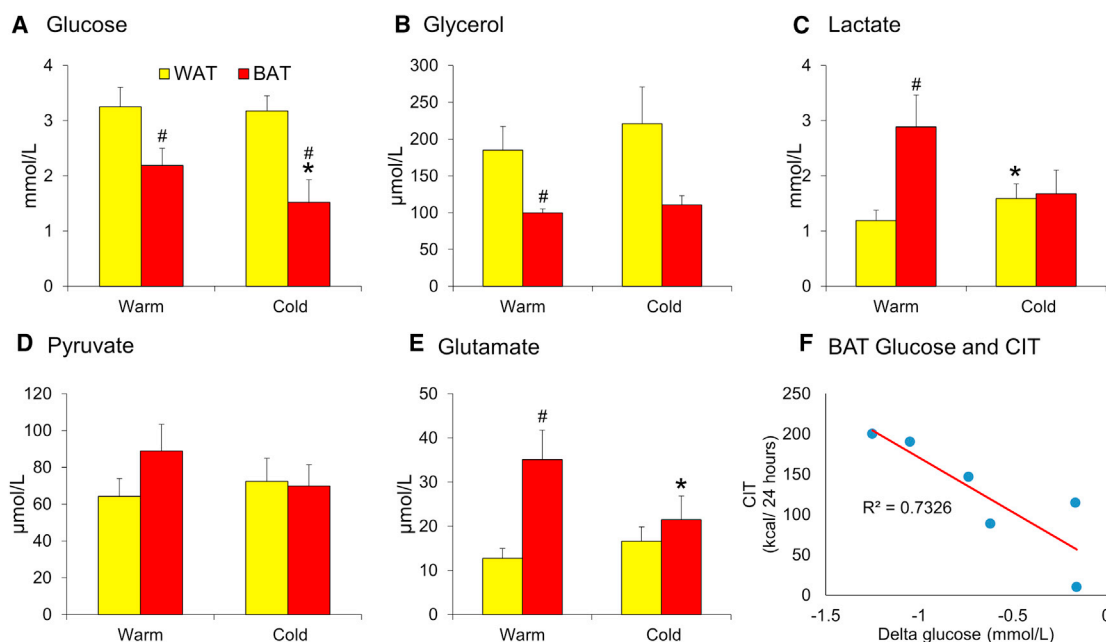 A Glucose
4
3
2
1
0
mmol/L
WAT BAT
#
#
*
Warm Cold
B Glycerol
300
250
200
150
100
50
0
µmol/L
#
Warm Cold
C Lactate
4
3
2
1
0
mmol/L
#
*
Warm Cold
D Pyruvate
120
100
80
60
40
20
0
µmol/L
Warm Cold
E Glutamate
50
40
30
20
10
0
µmol/L
#
*
Warm Cold
F BAT Glucose and CIT
250
200
150
100
50
0
CIT
(kcal/ 24 hours)
R² = 0.7326
-1.5 -1 -0.5 0
Delta glucose (mmol/L)